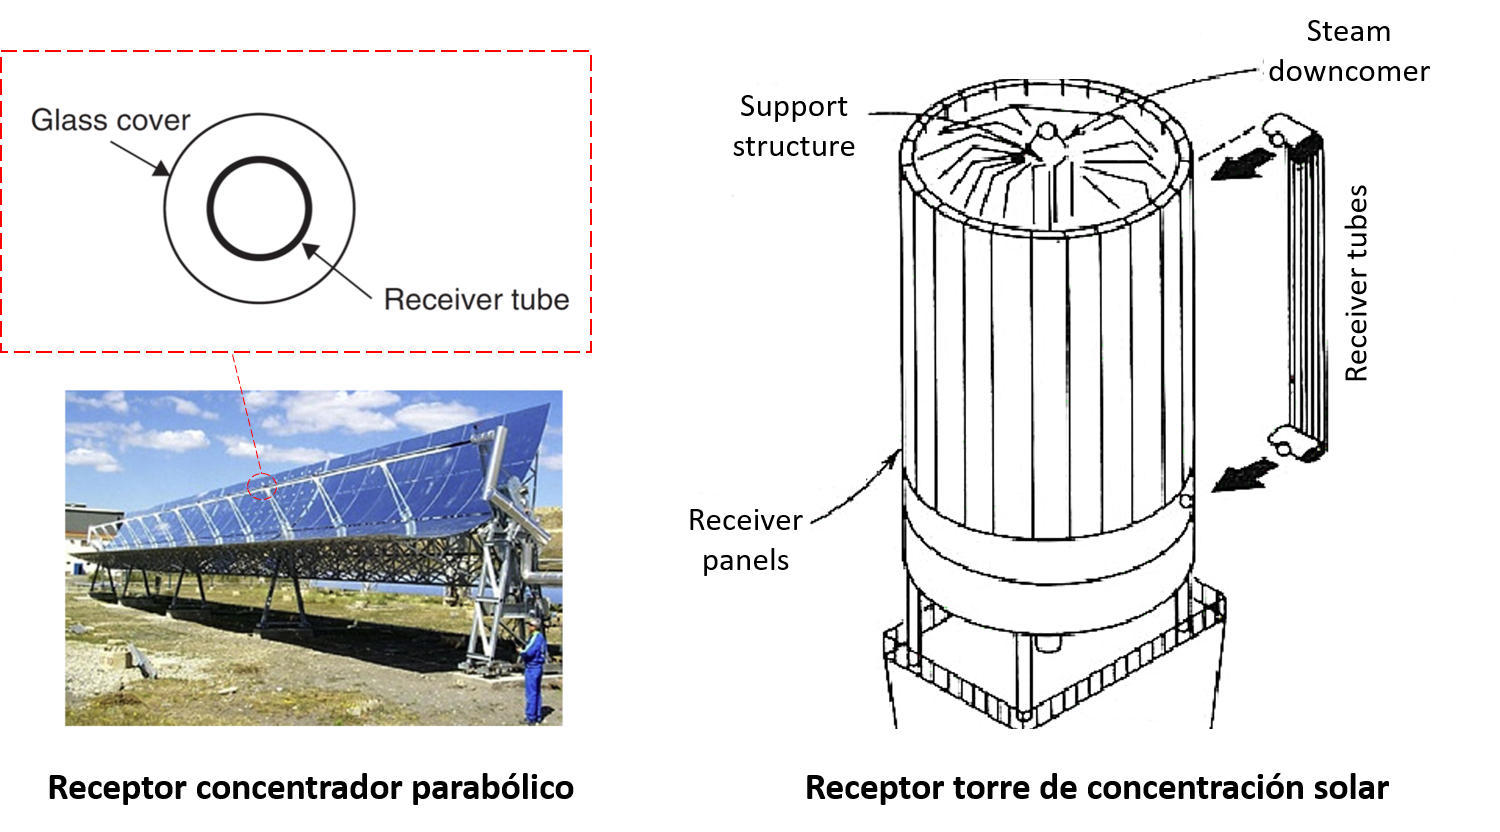 Glass cover
Receiver tube
Receptor concentrador parabólico
Steam
downcomer
Support
structure
Receiver tubes
Receiver
panels
Receptor torre de concentración solar